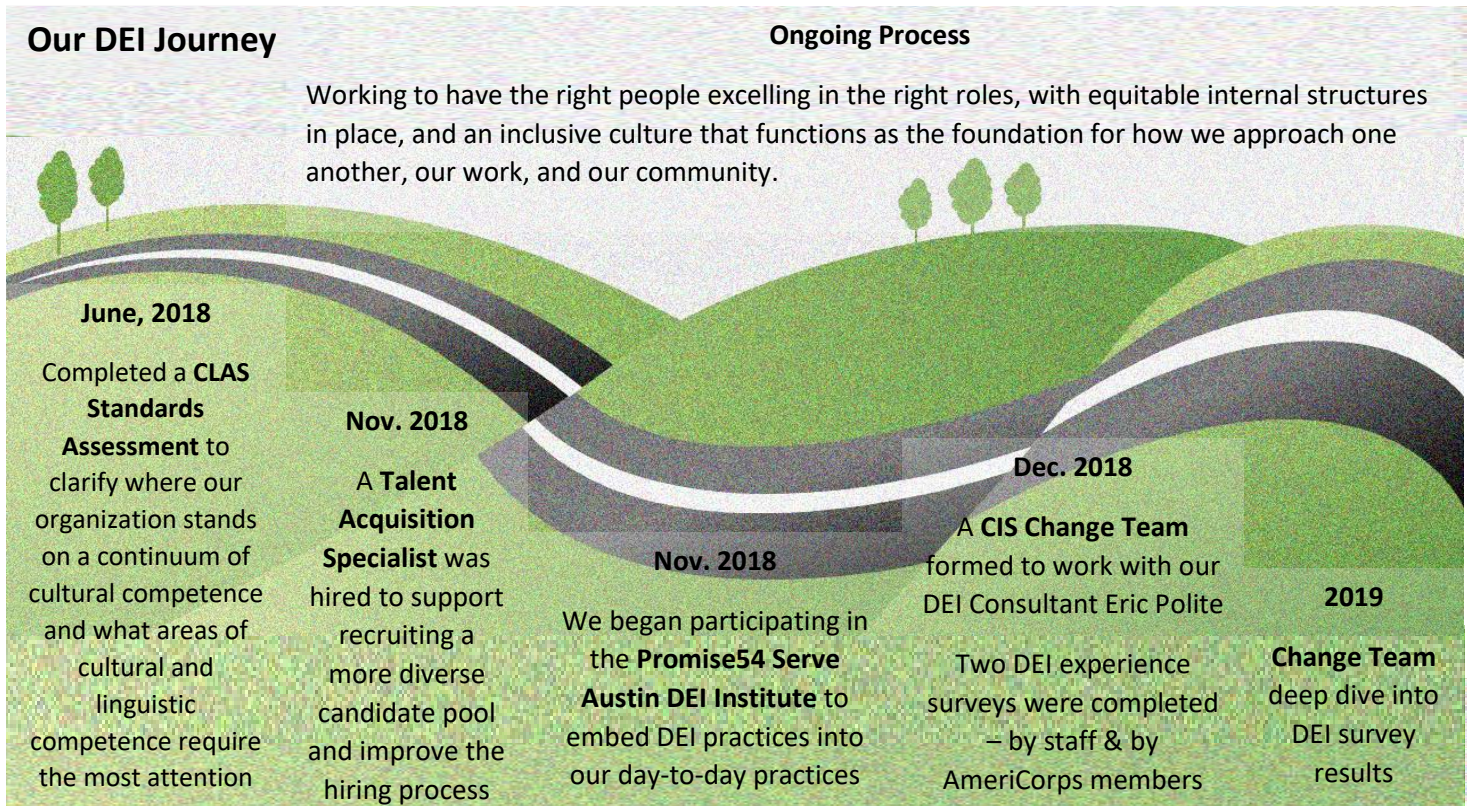 Our DEI Journey
Ongoing Process
Working to have the right people excelling in the right roles, with equitable internal structures
in place, and an inclusive culture that functions as the foundation for how we approach one
another, our work, and our community.
June, 2018
Completed a CLAS
Standards
Assessment to
clarify where our
organization stands
on a continuum of
cultural competence
and what areas of
cultural and
linguistic
competence require
the most attention
Nov. 2018
A Talent
Acquisition
Specialist was
hired to support
recruiting a
more diverse
candidate pool
and improve the
hiring process
Nov. 2018
We began participating in
the Promise54 Serve
Austin DEI Institute to
embed DEI practices into
our day-to-day practices
Dec. 2018
A CIS Change Team
formed to work with our
DEI Consultant Eric Polite
Two DEI experience
surveys were completed
– by staff & by
AmeriCorps members
2019
Change Team
deep dive into
DEI survey
results